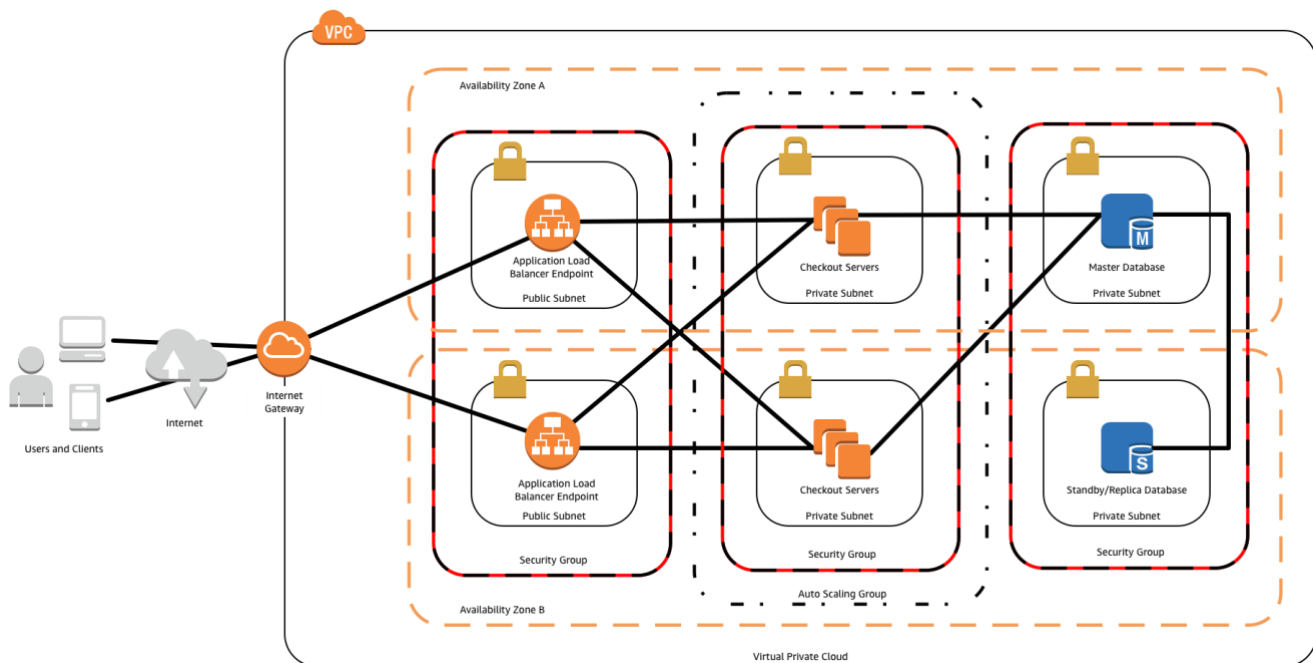 VPC
Availability Zone A
Application Load
Balancer Endpoint
Public Subnet
Checkout Servers
Private Subnet
M
Master Database
Private Subnet
Internet
Gateway
Internet
Users and Clients
Application Load
Balancer Endpoint
Public Subnet
Security Group
Checkout Servers
Private Subnet
Security Group
Auto Scaling Group
S
Standby/Replica Database
Private Subnet
Security Group
Availability Zone B
Virtual Private Cloud